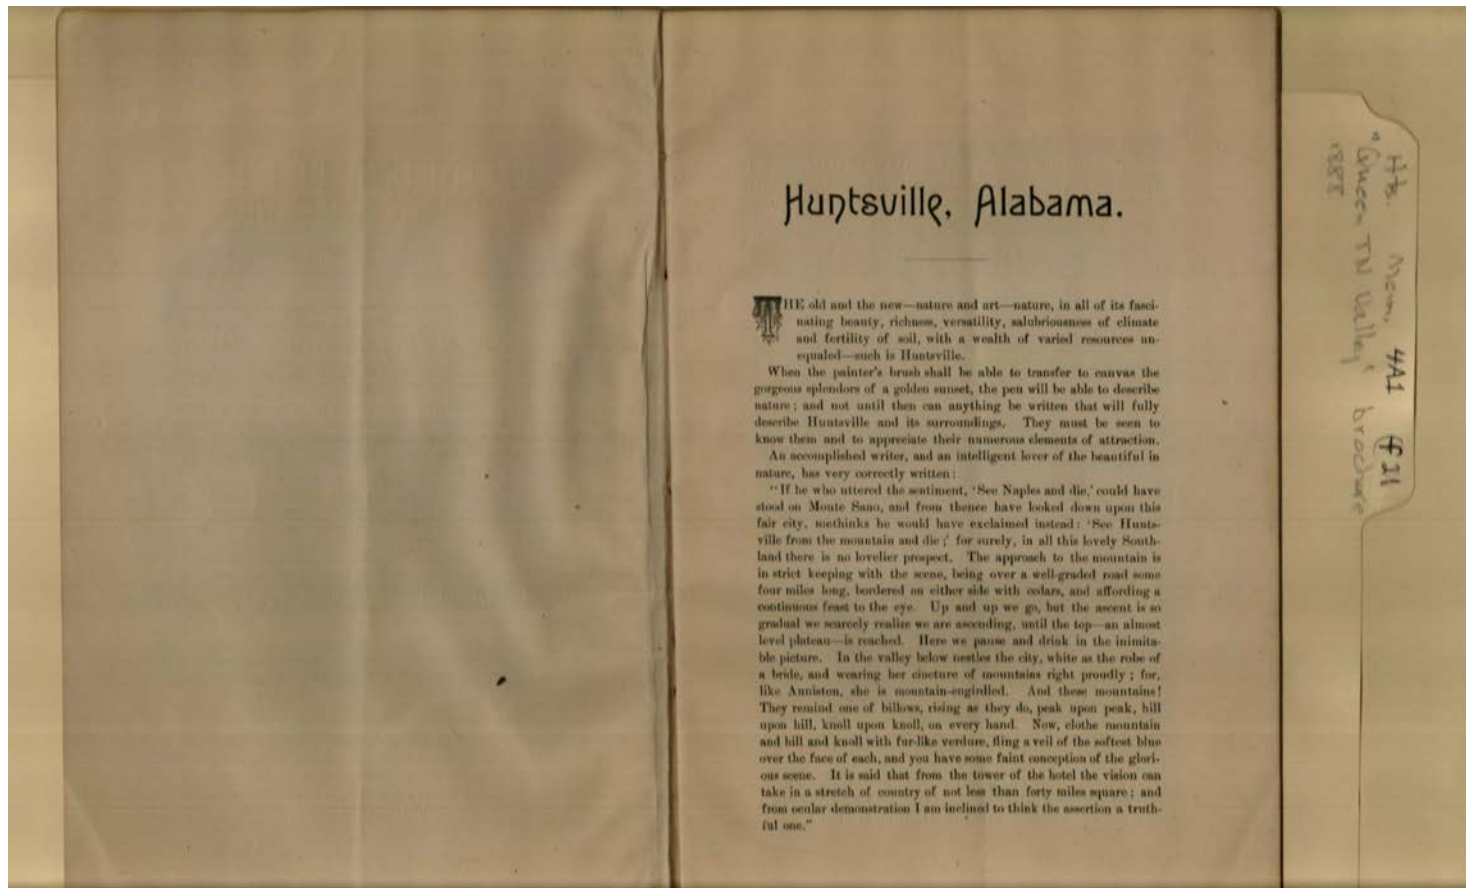 Huntsville, Alabama.
THE old and the new—nature and art—nature, in all of its fasci-
nating beauty, richness, versatility, salubriousness of climate
and fertility of soil, with a wealth of varied resources un-
equaled—such is Huntsville.
When the painter's brush shall be able to transfer to canvas the
gorgeous splendors of a golden sunset, the pen will be able to describe
nature; and not until then can anything be written that will fully
describe Huntsville and its surroundings. They must be seen to
know them and to appreciate their numerous elements of attraction.
An accomplished writer, and an intelligent lover of the beautiful in
nature, has very correctly written:
"If he who uttered the sentiment, 'See Naples and die,' could have
stood on Monte Sano, and from thence have looked down upon this
fair city, methinks he would have exclaimed instead: 'See Hunts-
ville from the mountain and die;' for surely, in all this lovely South-
land there is no lovelier prospect. The approach to the mountain is
in strict keeping with the scene, being over a well-graded road some
four miles long, bordered on either side with cedars, and affording a
continuous feast to the eye. Up and up we go, but the ascent is so
gradual we scarcely realize we are ascending, until the top—an almost
level plateau—is reached. Here we pause and drink in the inimita-
ble picture. In the valley below nestles the city, white as the robe of
a bride, and wearing her cincture of mountains right proudly; for,
like Anniston, she is mountain-engirdled. And these mountains!
They remind one of billows, rising as they do, peak upon peak, hill
upon hill, knoll upon knoll, on every hand. Now, clothe mountain
and hill and knoll with fur-like verdure, fling a veil of the softest blue
over the face of each, and you have some faint conception of the glori-
ous scene. It is said that from the tower of the hotel the vision can
take in a stretch of country of not less than forty miles square; and
from ocular demonstration I am inclined to think the assertion a truth-
ful one."
Hts. Mem. 4A1 f21
"Queen TN Valley" brochure
1888